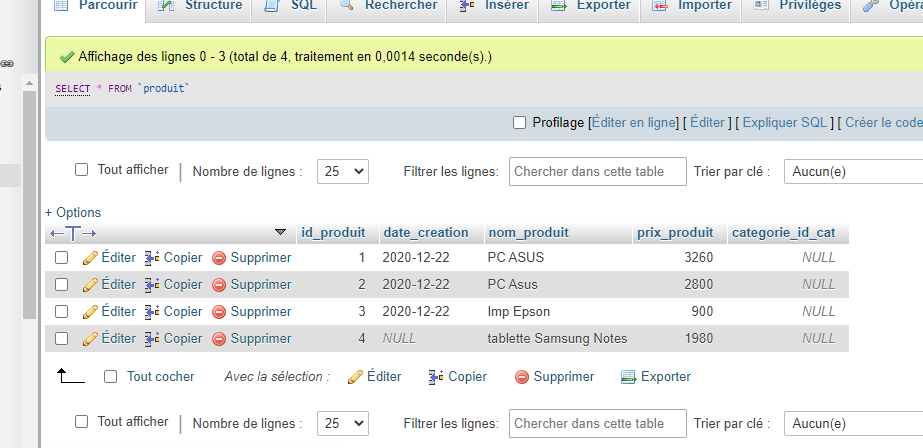 Parcourir Structure SQL Rechercher Insérer Exporter Importer Privilèges
Affichage des lignes 0 - 3 (total de 4, traitement en 0,0014 seconde(s).)
SELECT * FROM `produit`
Profilage [Éditer en ligne] [ Éditer ] [ Expliquer SQL ] [ Créer le code
Tout afficher Nombre de lignes : 25 Filtrer les lignes: Chercher dans cette table Trier par clé : Aucun(e)
+ Options
←T→ id_produit date_creation nom_produit prix_produit categorie_id_cat
Éditer Copier Supprimer 1 2020-12-22 PC ASUS 3260 NULL
Éditer Copier Supprimer 2 2020-12-22 PC Asus 2800 NULL
Éditer Copier Supprimer 3 2020-12-22 Imp Epson 900 NULL
Éditer Copier Supprimer 4 NULL tablette Samsung Notes 1980 NULL
Tout cocher Avec la sélection : Éditer Copier Supprimer Exporter
Tout afficher Nombre de lignes : 25 Filtrer les lignes: Chercher dans cette table Trier par clé : Aucun(e)